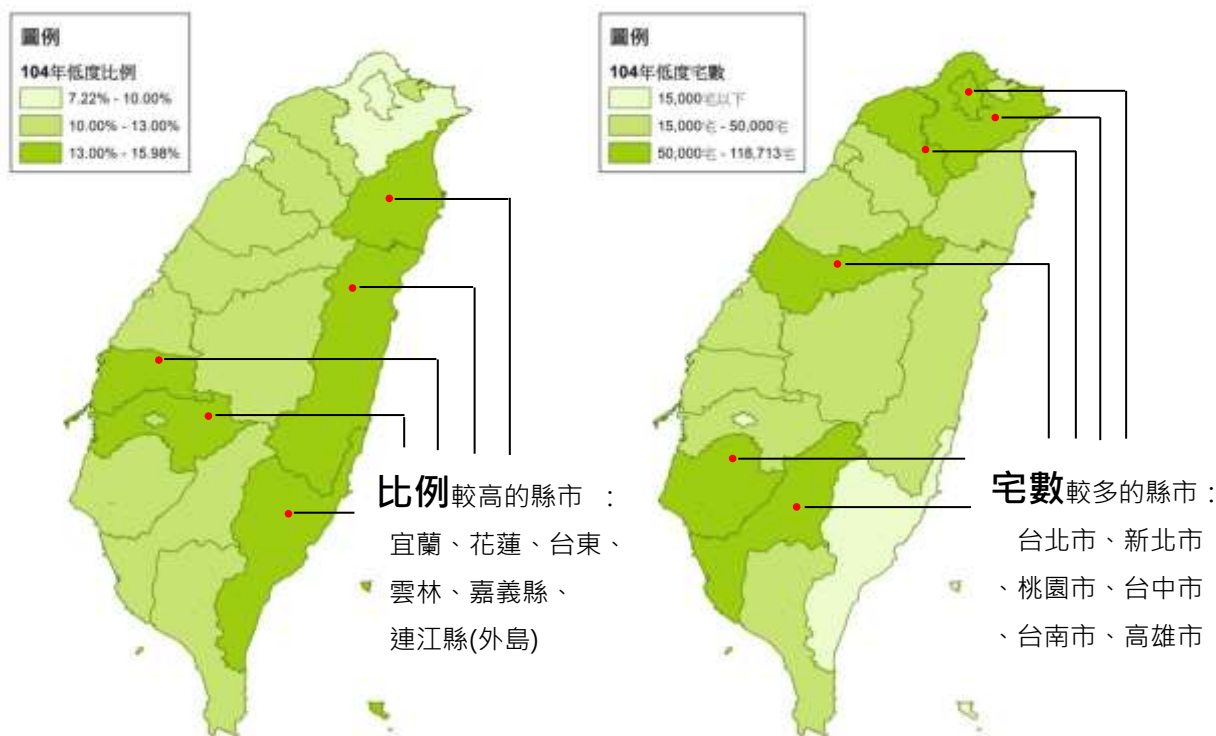 圖例
104年低度比例
7.22% - 10.00%
10.00% - 13.00%
13.00% - 15.98%
比例較高的縣市 ：
宜蘭、花蓮、台東、
雲林、嘉義縣、
連江縣(外島)
圖例
104年低度宅數
15,000宅以下
15,000宅 - 50,000宅
50,000宅 - 118,713宅
宅數較多的縣市：
台北市、新北市
、桃園市、台中市
、台南市、高雄市